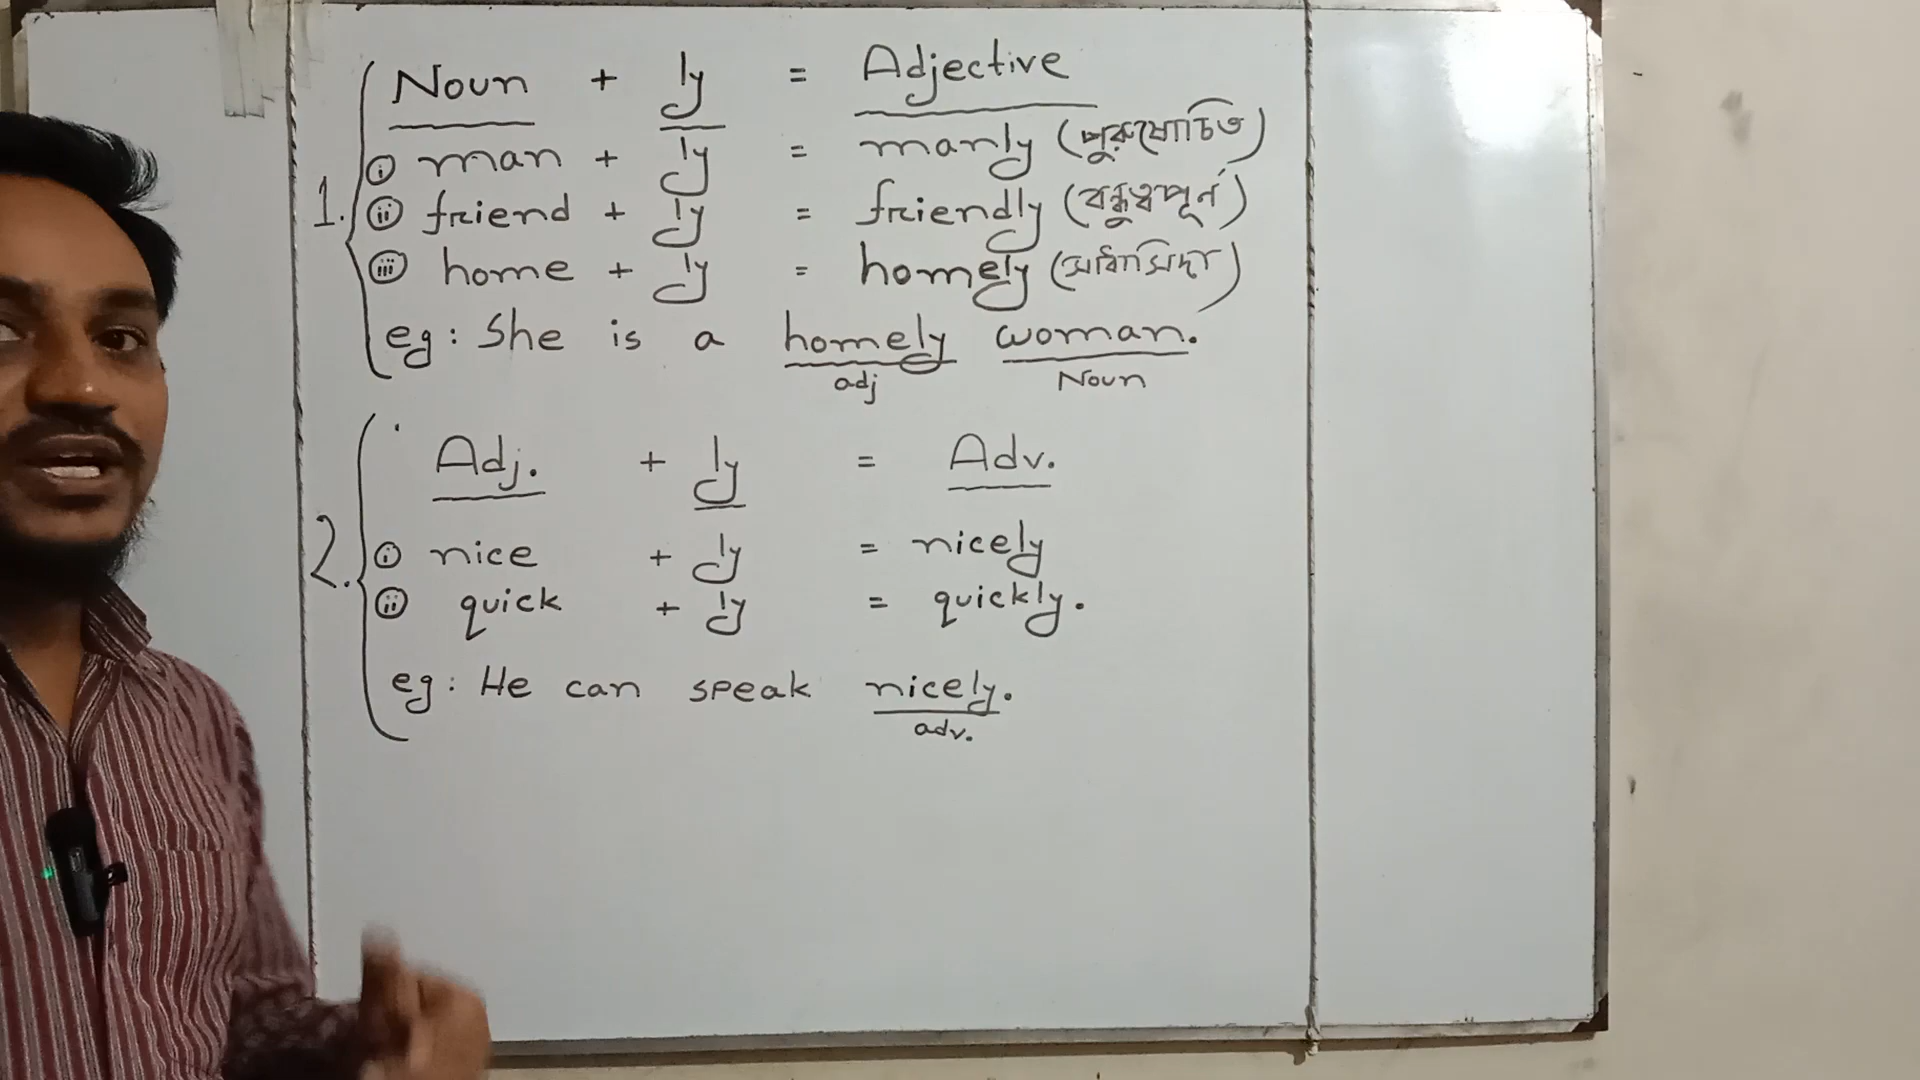 Noun + ly = Adjective
1. i man + ly = manly (পুরুষোচিত)
ii friend + ly = friendly (বন্ধুত্বপূর্ণ)
iii home + ly = homely
eg: She is a homely woman.
adj Noun
Adj. + ly = Adv.
2. i nice + ly = nicely
ii quick + ly = quickly.
eg: He can speak nicely.
adv.